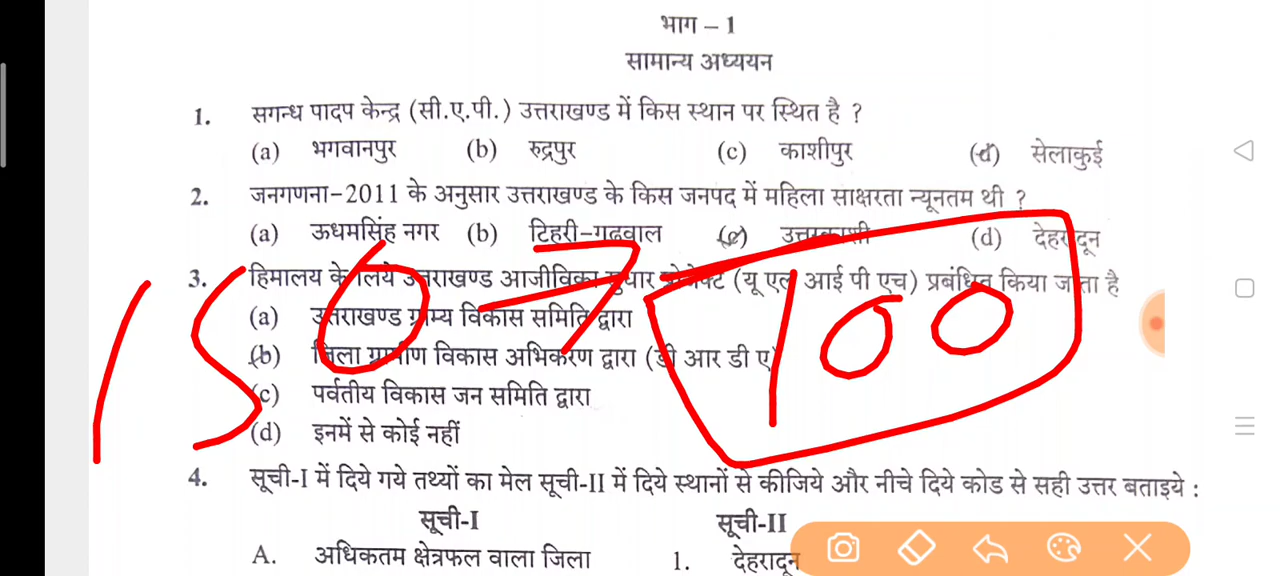 भाग – 1
सामान्य अध्ययन
1. सगन्ध पादप केन्द्र (सी.ए.पी.) उत्तराखण्ड में किस स्थान पर स्थित है ?
(a) भगवानपुर (b) रुद्रपुर (c) काशीपुर (d) सेलाकुई
2. जनगणना-2011 के अनुसार उत्तराखण्ड के किस जनपद में महिला साक्षरता न्यूनतम थी ?
(a) ऊधमसिंह नगर (b) टिहरी-गढ़वाल (c) उत्तरकाशी (d) देहरादून
3. हिमालय के लिये उत्तराखण्ड आजीविका सुधार प्रोजेक्ट (यू एल आई पी एच) प्रबंधित किया जाता है
(a) उत्तराखण्ड ग्राम्य विकास समिति द्वारा
(b) जिला ग्रामीण विकास अभिकरण द्वारा (डी आर डी ए)
(c) पर्वतीय विकास जन समिति द्वारा
(d) इनमें से कोई नहीं
150 → 100
4. सूची-I में दिये गये तथ्यों का मेल सूची-II में दिये स्थानों से कीजिये और नीचे दिये कोड से सही उत्तर बताइये :
सूची-I सूची-II
A. अधिकतम क्षेत्रफल वाला जिला 1. देहरादून